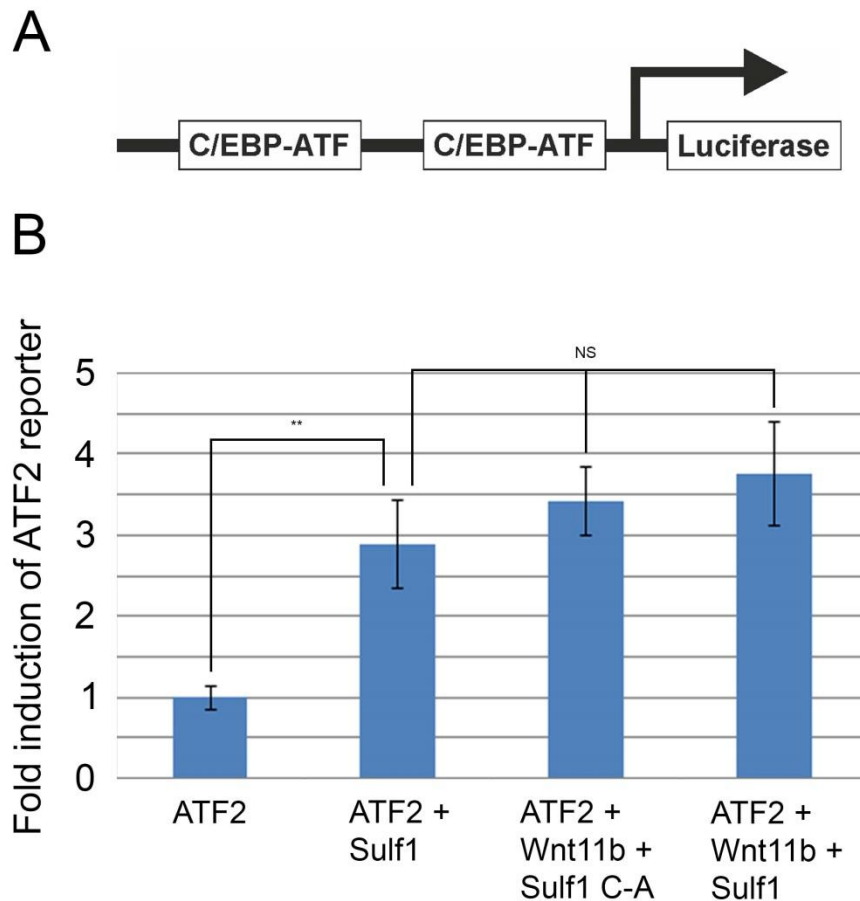 A
C/EBP-ATF C/EBP-ATF Luciferase
B
Fold induction of ATF2 reporter
5
4
3
2
1
0
**
NS
ATF2
ATF2 +
Sulf1
ATF2 +
Wnt11b +
Sulf1 C-A
ATF2 +
Wnt11b +
Sulf1